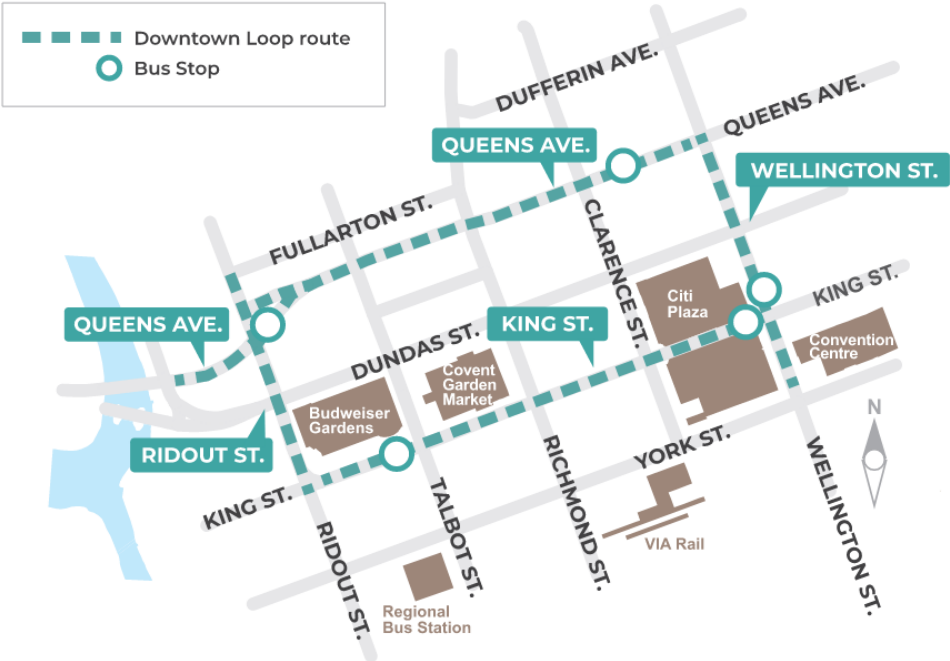 Downtown Loop route
Bus Stop
DUFFERIN AVE.
QUEENS AVE.
QUEENS AVE.
WELLINGTON ST.
FULLARTON ST.
CLARENCE ST.
Citi
Plaza
KING ST.
QUEENS AVE.
KING ST.
DUNDAS ST.
Convention
Centre
Covent
Garden
Market
Budweiser
Gardens
N
RIDOUT ST.
YORK ST.
KING ST.
TALBOT ST.
RICHMOND ST.
WELLINGTON ST.
RIDOUT ST.
VIA Rail
Regional
Bus Station